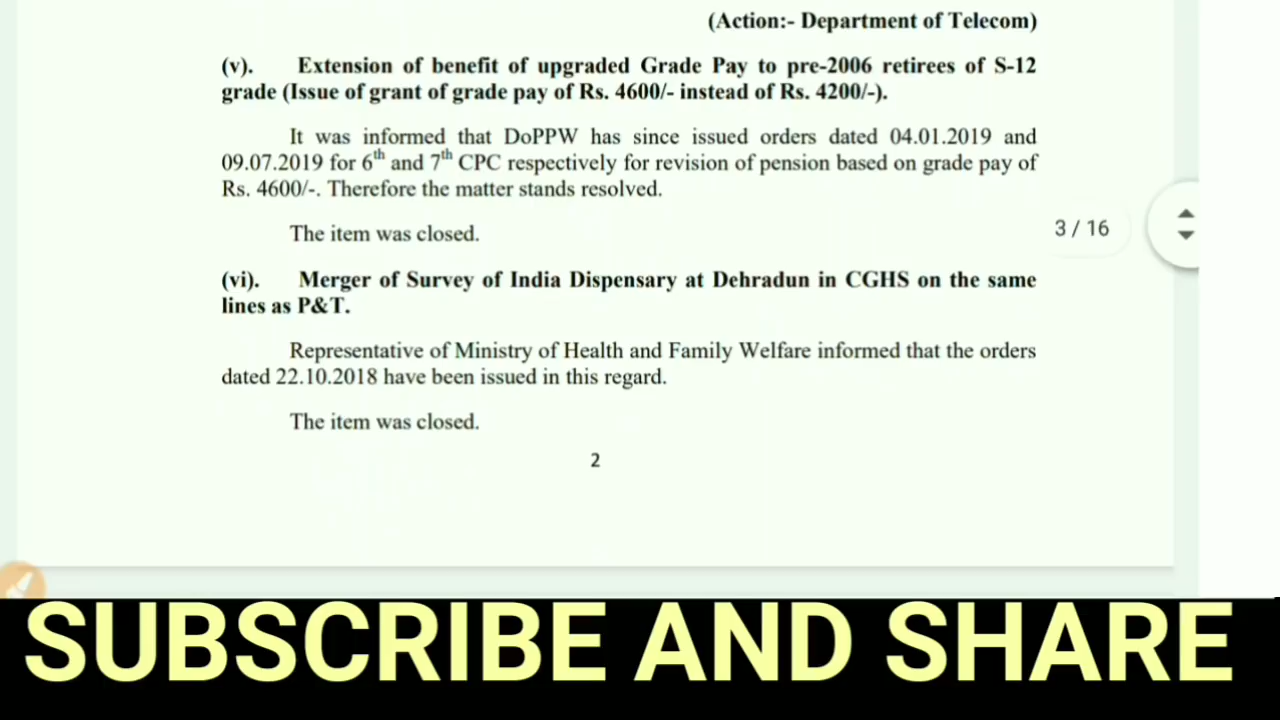 (Action:- Department of Telecom)
(v). Extension of benefit of upgraded Grade Pay to pre-2006 retirees of S-12
grade (Issue of grant of grade pay of Rs. 4600/- instead of Rs. 4200/-).
It was informed that DoPPW has since issued orders dated 04.01.2019 and
09.07.2019 for 6th and 7th CPC respectively for revision of pension based on grade pay of
Rs. 4600/-. Therefore the matter stands resolved.
The item was closed.
3 / 16
(vi). Merger of Survey of India Dispensary at Dehradun in CGHS on the same
lines as P&T.
Representative of Ministry of Health and Family Welfare informed that the orders
dated 22.10.2018 have been issued in this regard.
The item was closed.
2
SUBSCRIBE AND SHARE